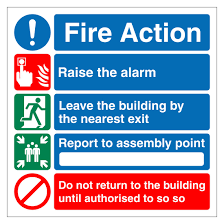 Fire Action
Raise the alarm
Leave the building by
the nearest exit
Report to assembly point
Do not return to the building
until authorised to so so